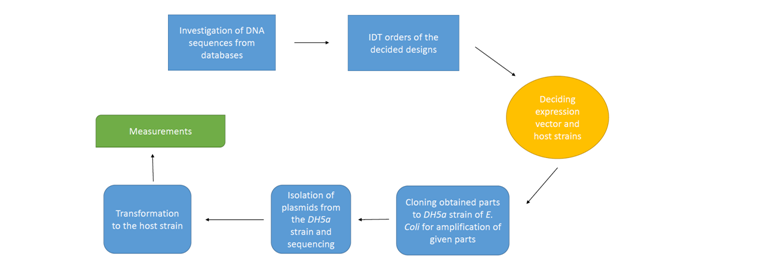 Investigation of DNA
sequences from
databases
IDT orders of the
decided designs
Deciding
expression
vector and
host strains
Cloning obtained parts
to DH5a strain of E.
Coli for amplification of
given parts
Isolation of
plasmids from
the DH5a
strain and
sequencing
Transformation
to the host strain
Measurements